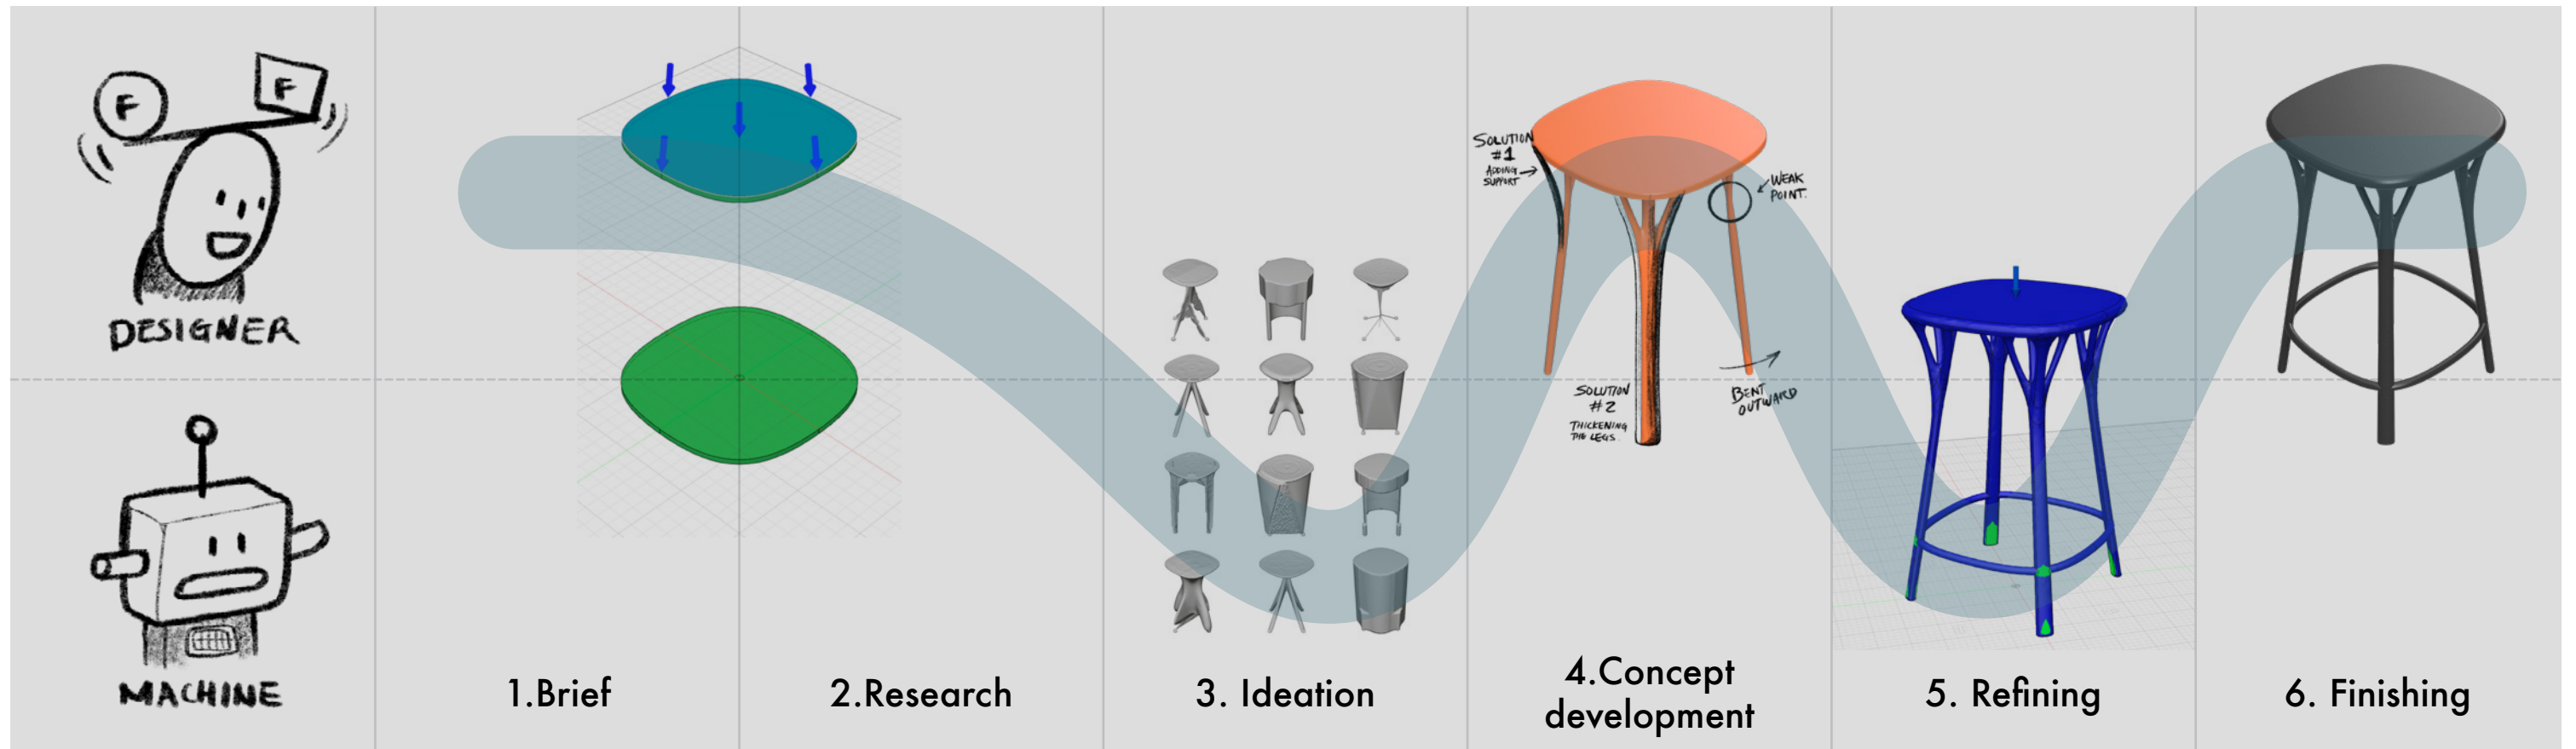 F
F
DESIGNER
MACHINE
1.Brief
2.Research
3. Ideation
SOLUTION
#1
ADDING
SUPPORT
WEAK
POINT.
SOLUTION
#2
THICKENING
THE LEGS.
BENT
OUTWARD
4.Concept
development
5. Refining
6. Finishing